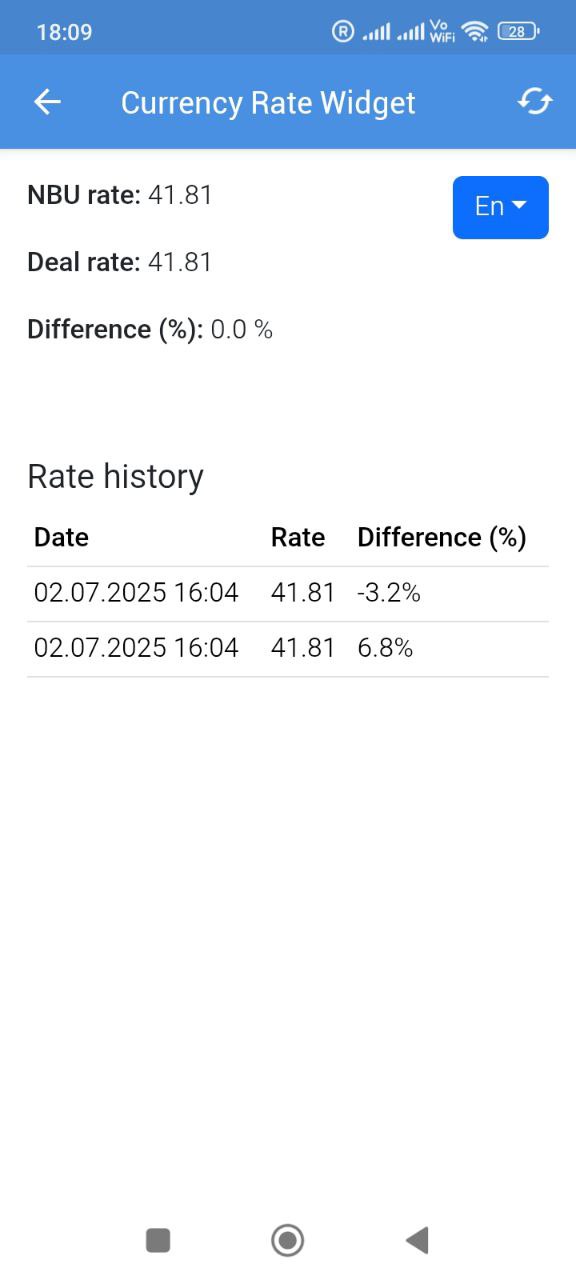 18:09 R Vo WiFi 28
Currency Rate Widget
NBU rate: 41.81
En
Deal rate: 41.81
Difference (%): 0.0 %
Rate history
Date Rate Difference (%)
02.07.2025 16:04 41.81 -3.2%
02.07.2025 16:04 41.81 6.8%